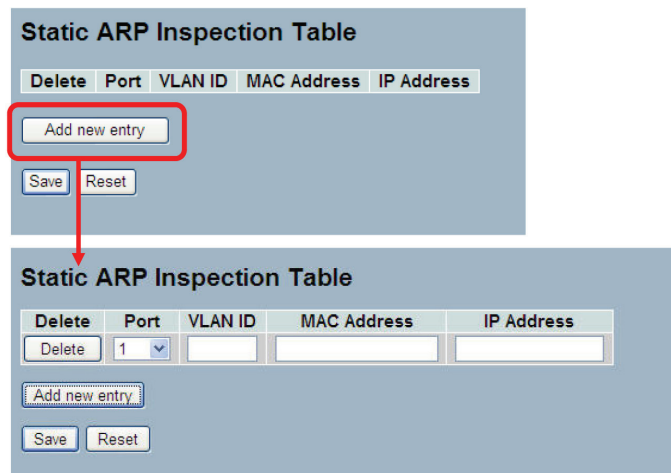 Static ARP Inspection Table
Delete Port VLAN ID MAC Address IP Address
Add new entry
Save Reset
Static ARP Inspection Table
Delete Port VLAN ID MAC Address IP Address
Delete 1
Add new entry
Save Reset